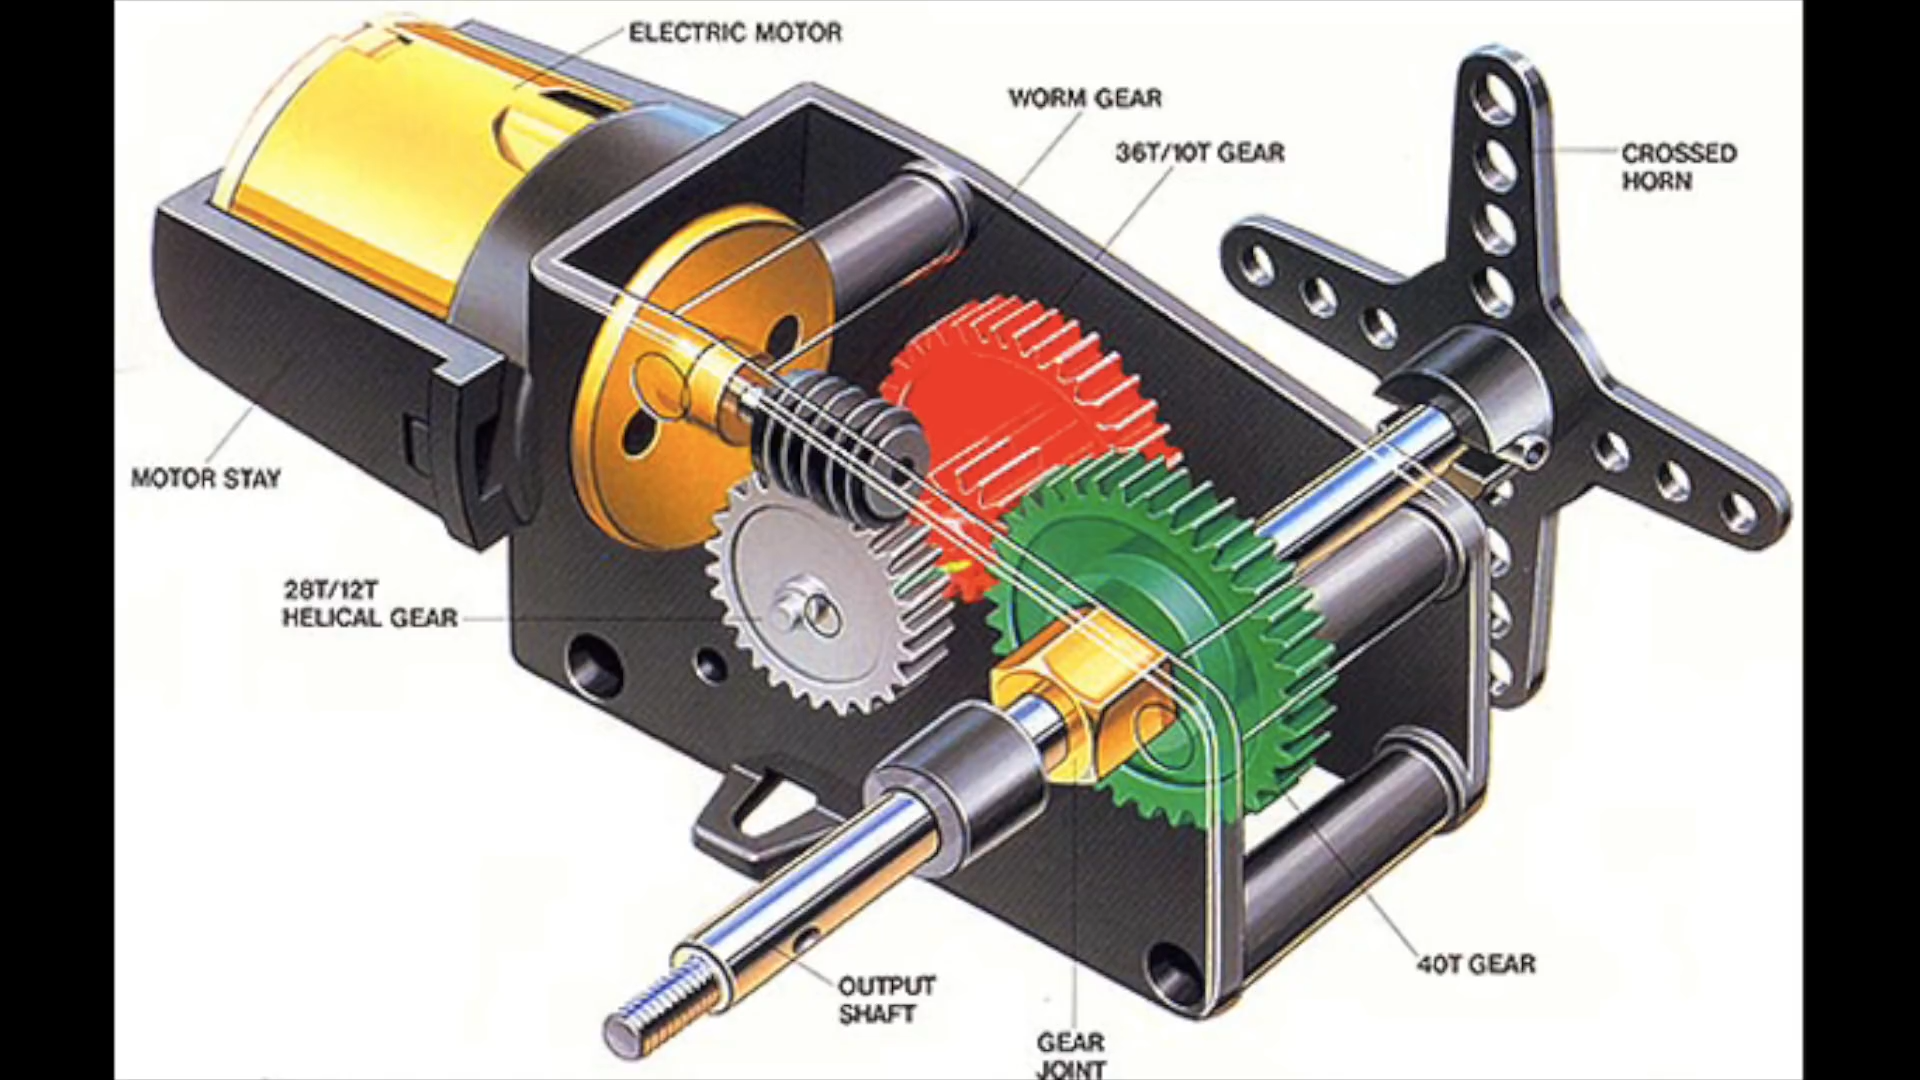 ELECTRIC MOTOR
WORM GEAR
36T/10T GEAR
CROSSED
HORN
MOTOR STAY
28T/12T
HELICAL GEAR
40T GEAR
OUTPUT
SHAFT
GEAR
JOINT